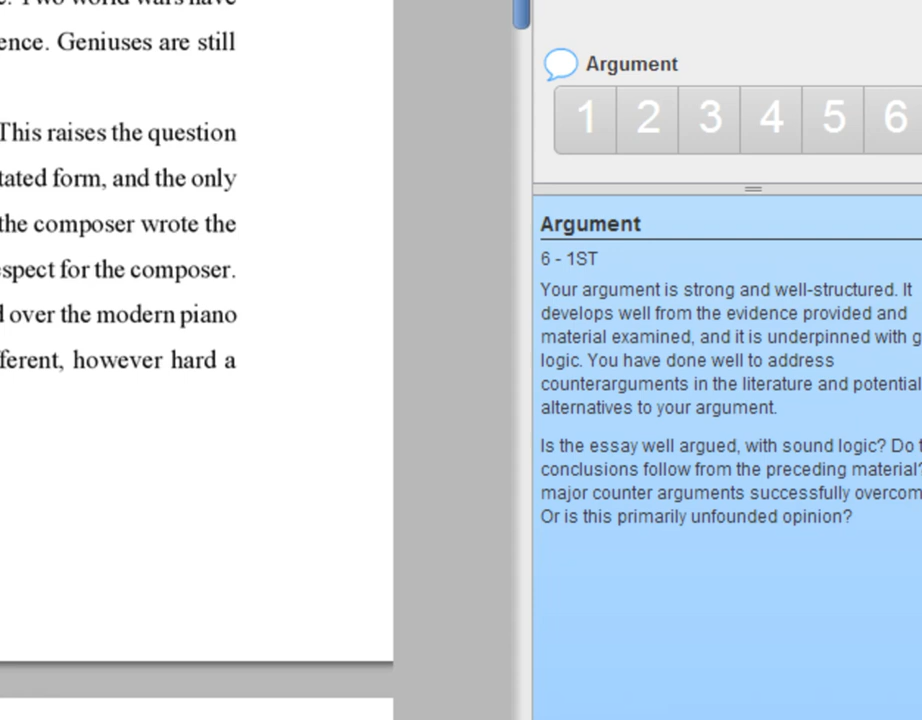 ence. Geniuses are still
This raises the question
tated form, and the only
the composer wrote the
spect for the composer.
over the modern piano
ferent, however hard a
Argument
1 2 3 4 5 6
Argument
6 - 1ST
Your argument is strong and well-structured. It
develops well from the evidence provided and
material examined, and it is underpinned with g
logic. You have done well to address
counterarguments in the literature and potential
alternatives to your argument.
Is the essay well argued, with sound logic? Do t
conclusions follow from the preceding material?
major counter arguments successfully overcom
Or is this primarily unfounded opinion?